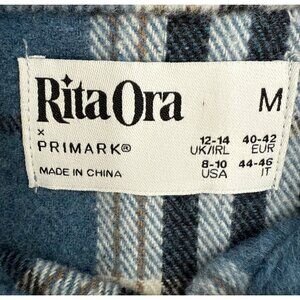 Rita Ora M
×
PRIMARK® 12-14 40-42
UK/IRL EUR
MADE IN CHINA 8-10 44-46
USA IT